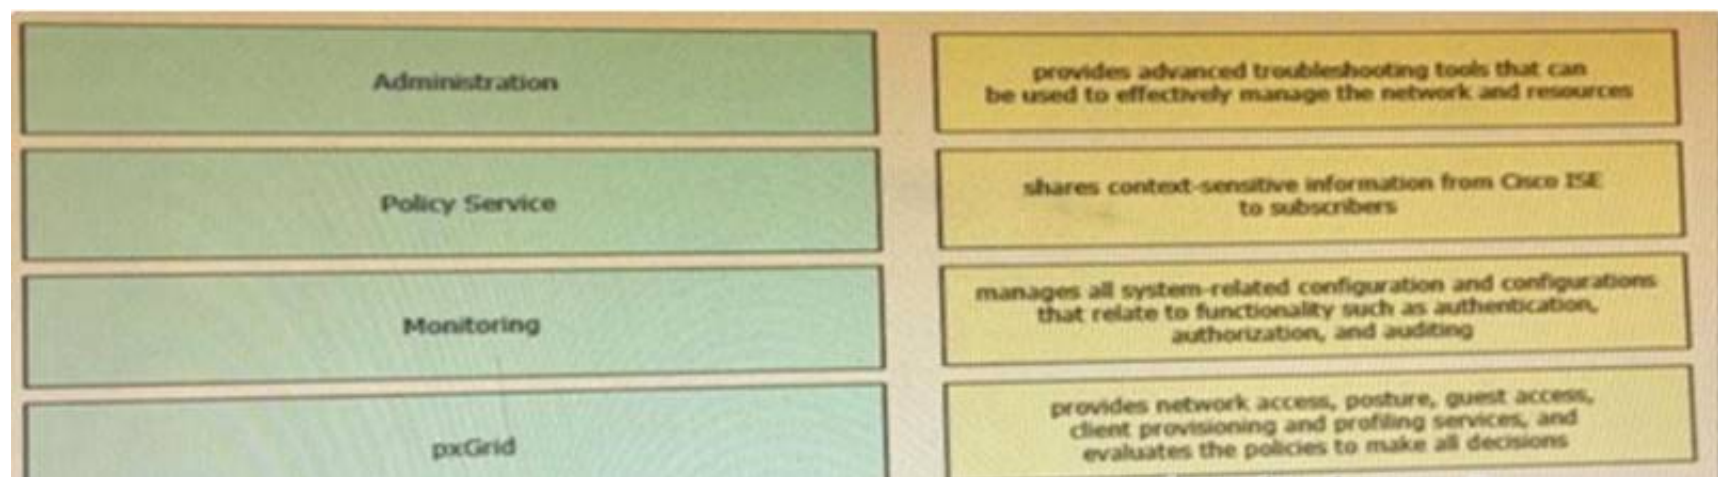 Administration
provides advanced troubleshooting tools that can
be used to effectively manage the network and resources
Policy Service
shares context-sensitive information from Cisco ISE
to subscribers
Monitoring
manages all system-related configuration and configurations
that relate to functionality such as authentication,
authorization, and auditing
pxGrid
provides network access, posture, guest access,
client provisioning and profiling services, and
evaluates the policies to make all decisions